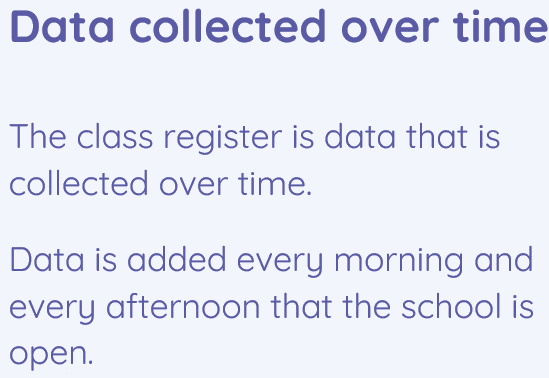 Data collected over time
The class register is data that is
collected over time.
Data is added every morning and
every afternoon that the school is
open.